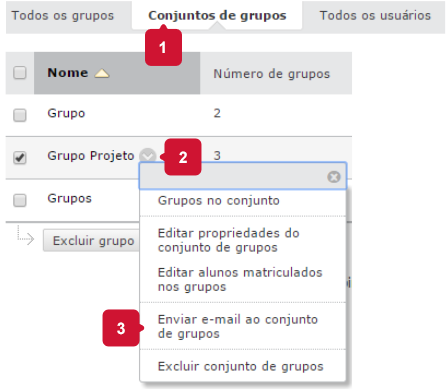 Todos os grupos Conjuntos de grupos Todos os usuários
1
Nome Número de grupos
Grupo 2
Grupo Projeto 2 3
Grupos
Grupos no conjunto
Excluir grupo
Editar propriedades do
conjunto de grupos
Editar alunos matriculados
nos grupos
3 Enviar e-mail ao conjunto
de grupos
Excluir conjunto de grupos